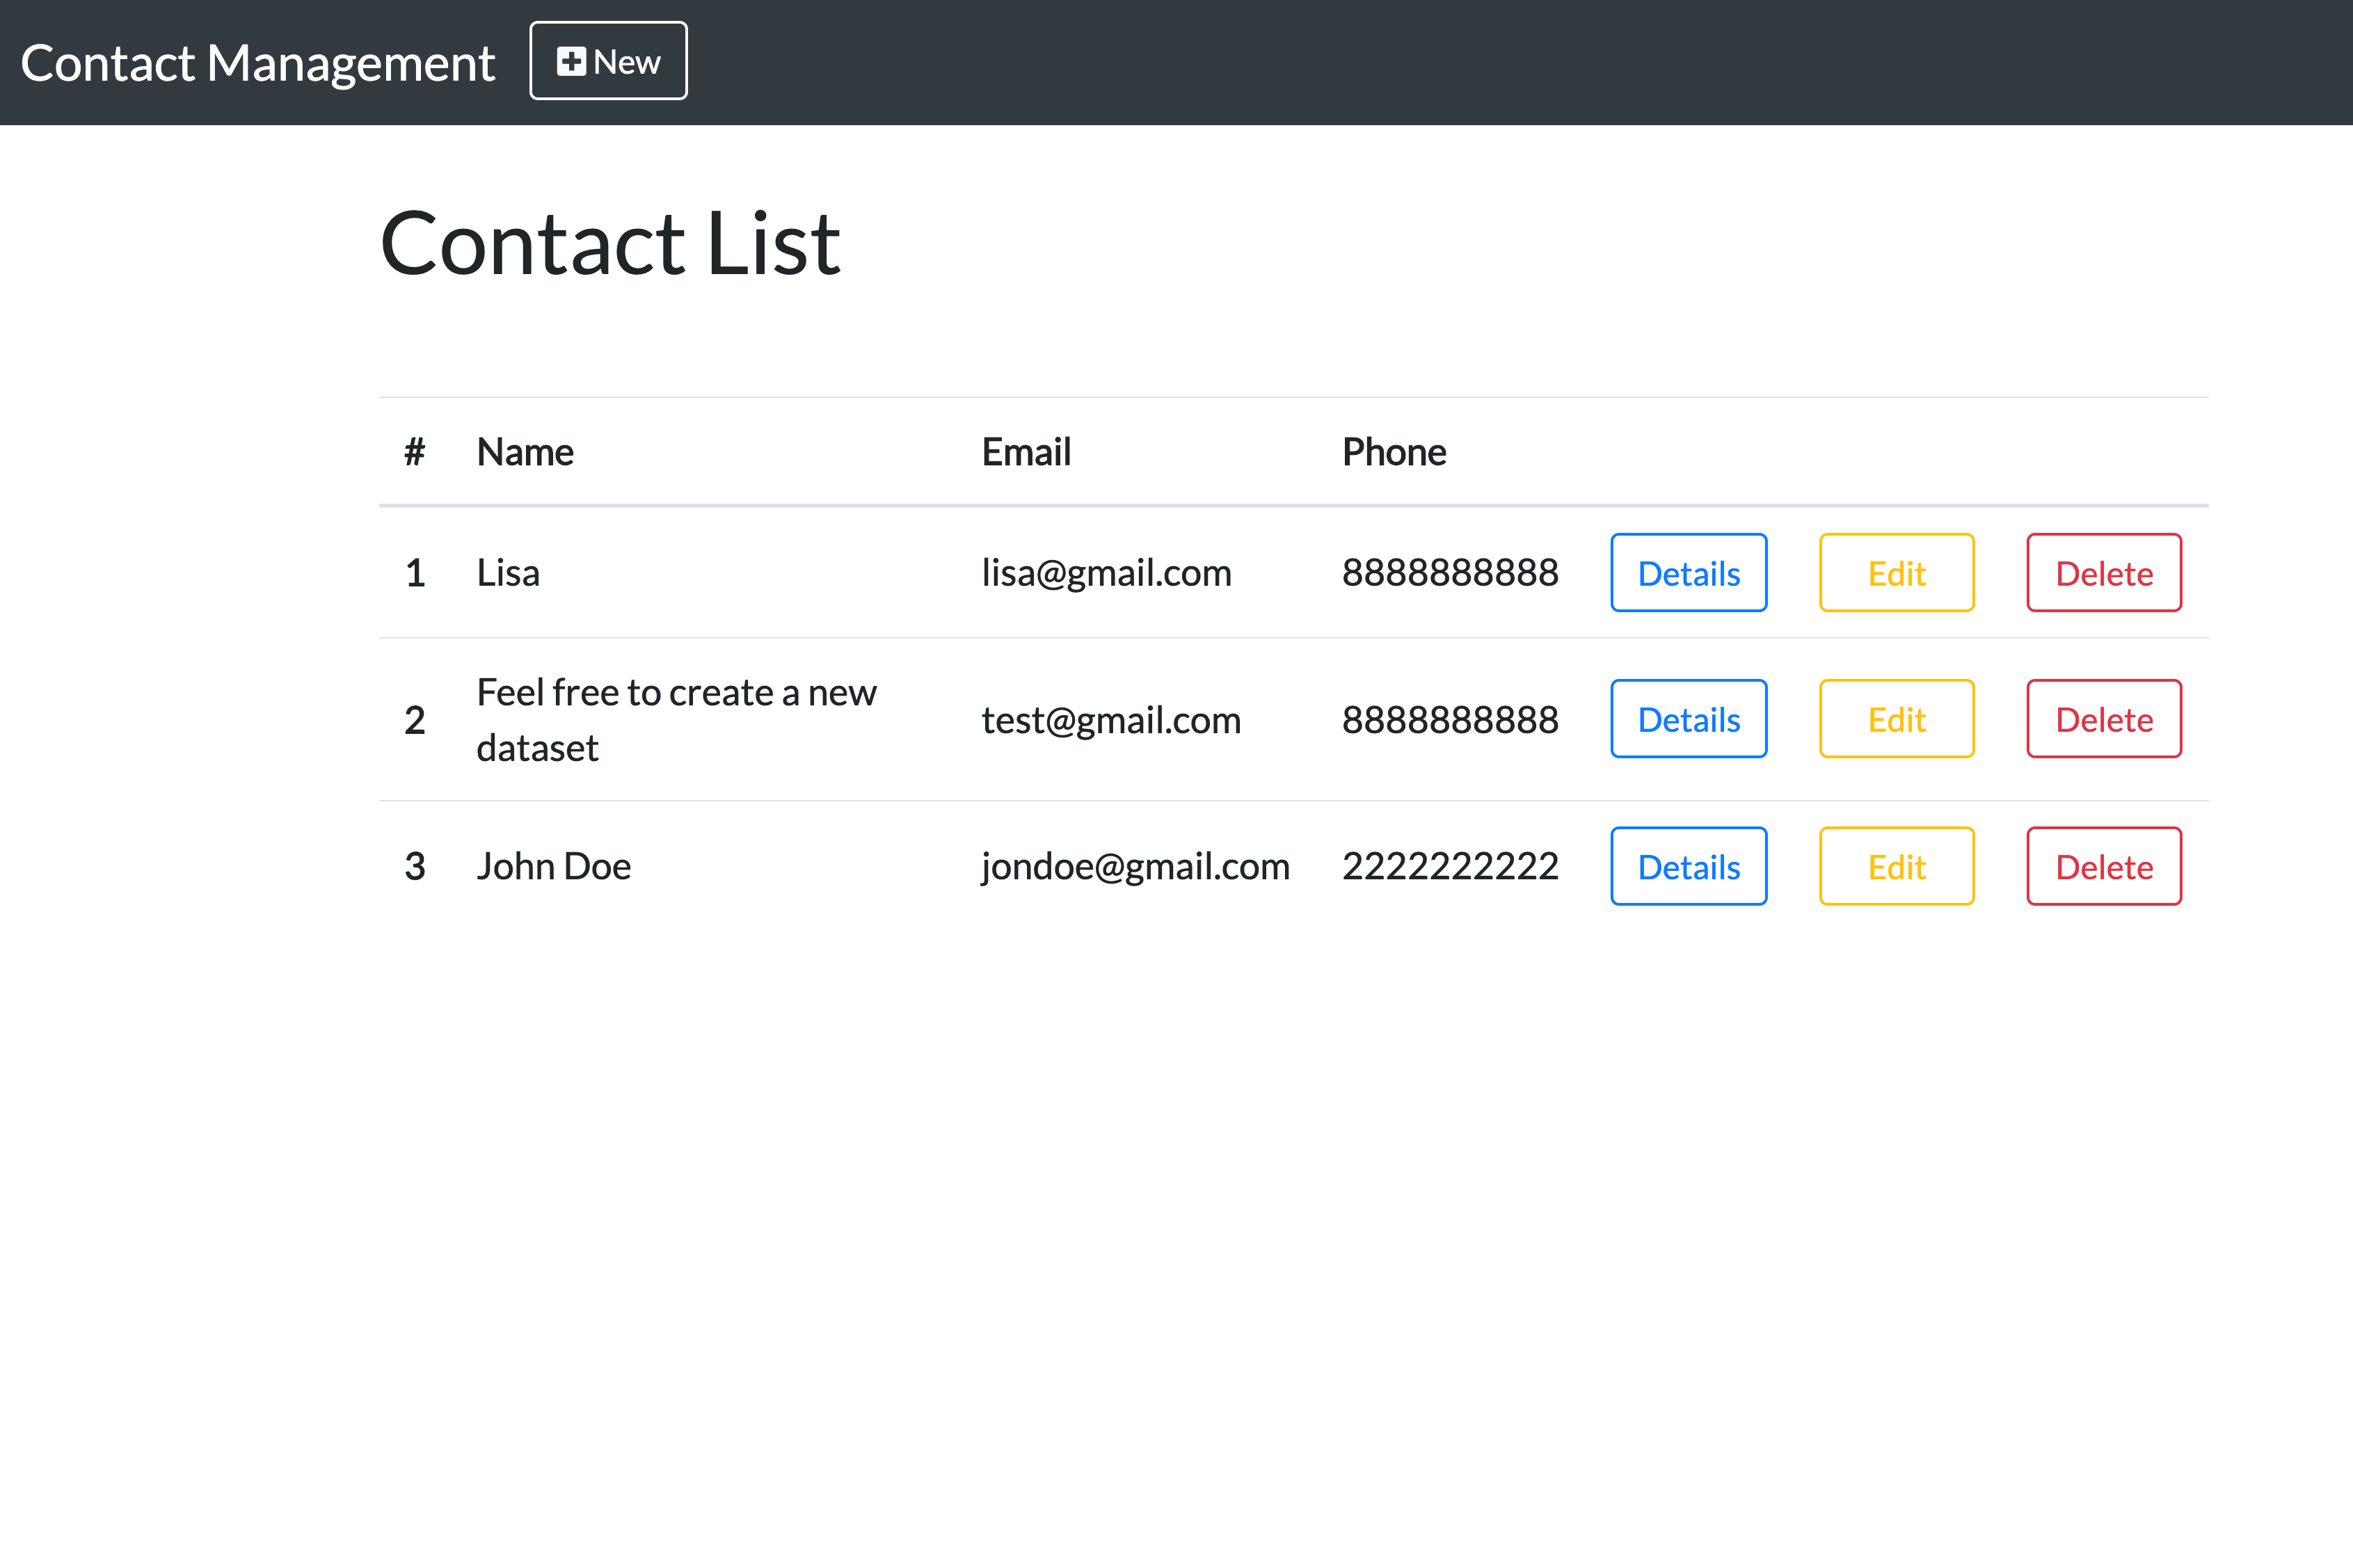 Contact Management New
Contact List
# Name Email Phone
1 Lisa lisa@gmail.com 8888888888 Details Edit Delete
Feel free to create a new
2 test@gmail.com 8888888888 Details Edit Delete
dataset
3 John Doe jondoe@gmail.com 2222222222 Details Edit Delete